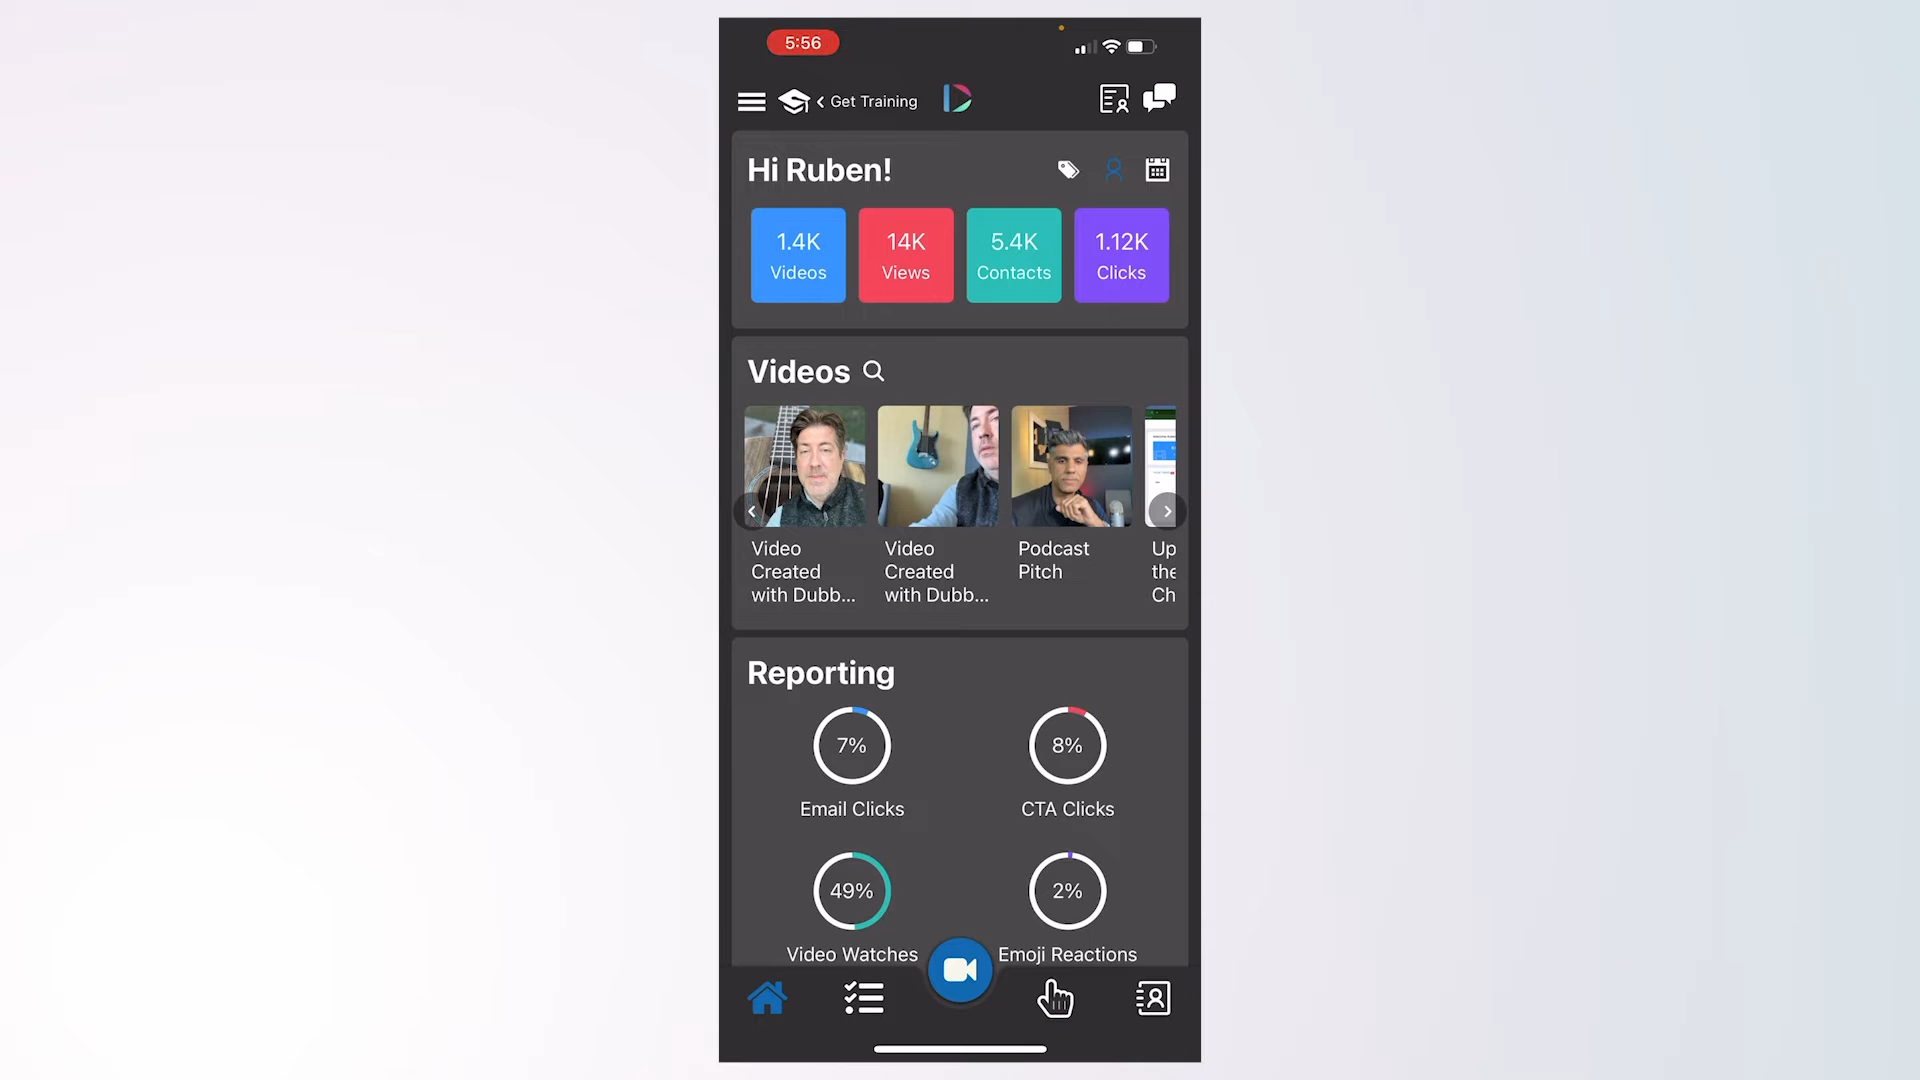 5:56
Get Training
Hi Ruben!
1.4K
Videos
14K
Views
5.4K
Contacts
1.12K
Clicks
Videos
Video
Created
with Dubb...
Video
Created
with Dubb...
Podcast
Pitch
Up
the
Ch
Reporting
7%
Email Clicks
8%
CTA Clicks
49%
Video Watches
2%
Emoji Reactions